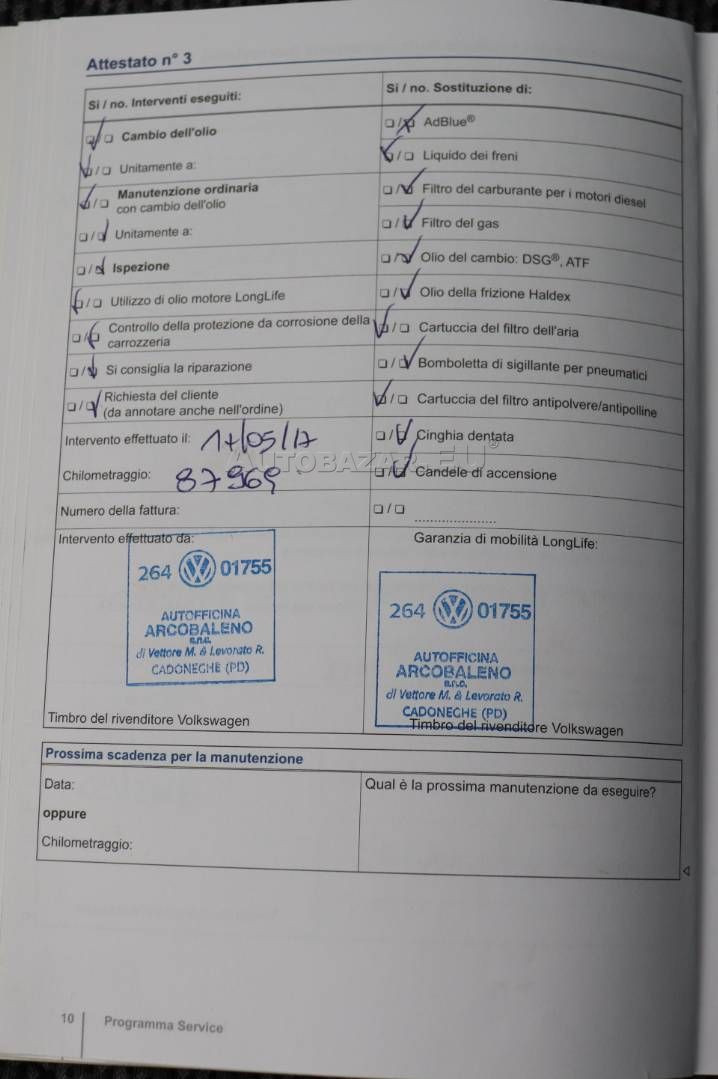 Attestato n° 3
Si / no. Interventi eseguiti:
Cambio dell'olio
Unitamente a:
Manutenzione ordinaria
con cambio dell'olio
Unitamente a:
Ispezione
Utilizzo di olio motore LongLife
Controllo della protezione da corrosione della
carrozzeria
Si consiglia la riparazione
Richiesta del cliente
(da annotare anche nell'ordine)
Intervento effettuato il: 17/05/17
Chilometraggio: 87969
Numero della fattura:
Intervento effettuato da:
264 VW 01755
AUTOFFICINA
ARCOBALENO
s.n.c.
di Vettore M. & Levorato R.
CADONEGHE (PD)
Timbro del rivenditore Volkswagen
Si / no. Sostituzione di:
AdBlue®
Liquido dei freni
Filtro del carburante per i motori diesel
Filtro del gas
Olio del cambio: DSG®, ATF
Olio della frizione Haldex
Cartuccia del filtro dell'aria
Bomboletta di sigillante per pneumatici
Cartuccia del filtro antipolvere/antipolline
Cinghia dentata
Candele di accensione
Garanzia di mobilità LongLife:
264 VW 01755
AUTOFFICINA
ARCOBALENO
s.n.c.
di Vettore M. & Levorato R.
CADONEGHE (PD)
Timbro del rivenditore Volkswagen
AUTOBAZAR.EU®
Prossima scadenza per la manutenzione
Data:
oppure
Chilometraggio:
Qual è la prossima manutenzione da eseguire?
10 Programma Service